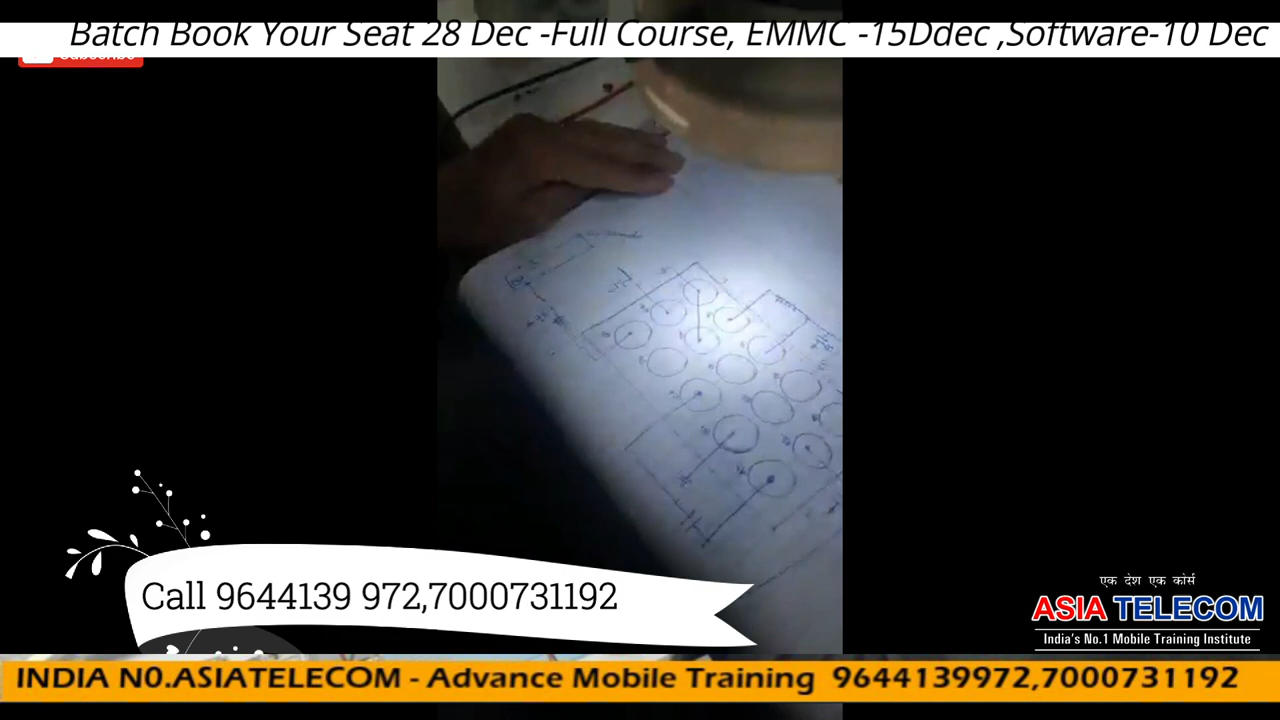 Batch Book Your Seat 28 Dec -Full Course, EMMC -15Ddec ,Software-10 Dec
Subscribe
Call 9644139 972,7000731192
एक देश एक कोर्स
ASIA TELECOM
India's No.1 Mobile Training Institute
INDIA N0.ASIATELECOM - Advance Mobile Training 9644139972,7000731192